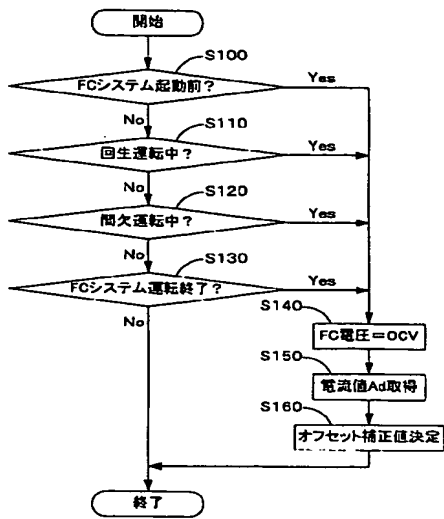 開始
S100
FCシステム起動前?
Yes
No
S110
回生運転中?
Yes
No
S120
間欠運転中?
Yes
No
S130
FCシステム運転終了?
Yes
No
S140
FC電圧=OCV
S150
電流値Ad取得
S160
オフセット補正値決定
終了